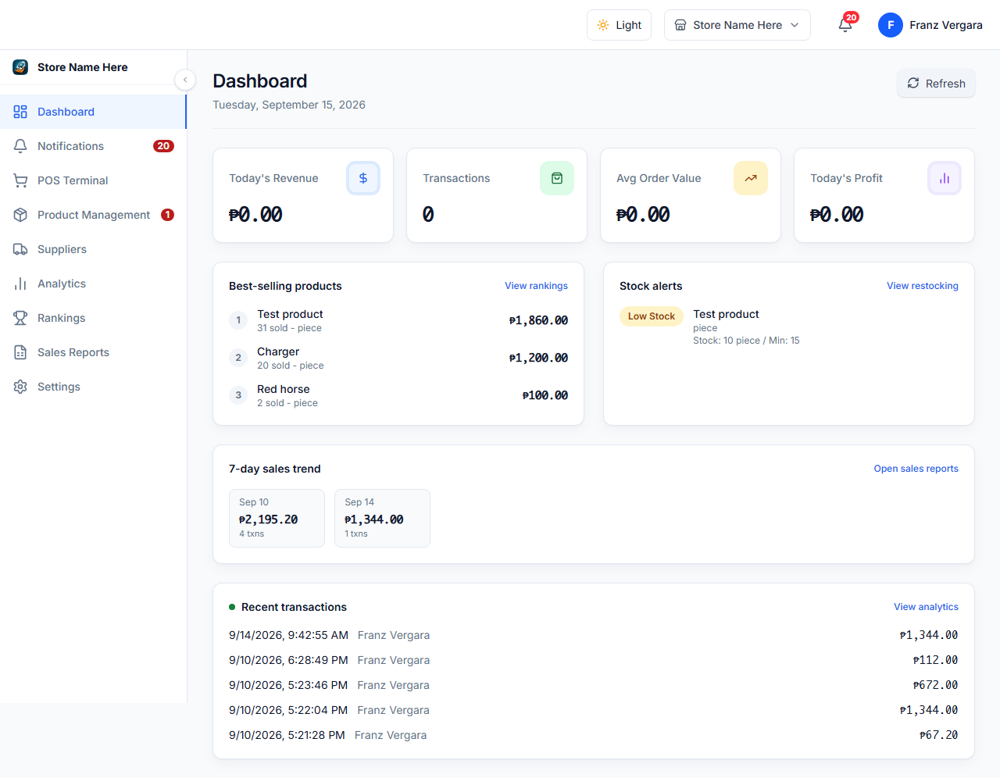 Light
Store Name Here
20
F
Franz Vergara
Store Name Here
Dashboard
Notifications
20
POS Terminal
Product Management
1
Suppliers
Analytics
Rankings
Sales Reports
Settings
Dashboard
Tuesday, September 15, 2026
Refresh
Today's Revenue
₱0.00
Transactions
0
Avg Order Value
₱0.00
Today's Profit
₱0.00
Best-selling products
View rankings
1
Test product
31 sold - piece
₱1,860.00
2
Charger
20 sold - piece
₱1,200.00
3
Red horse
2 sold - piece
₱100.00
Stock alerts
View restocking
Low Stock
Test product
piece
Stock: 10 piece / Min: 15
7-day sales trend
Open sales reports
Sep 10
₱2,195.20
4 txns
Sep 14
₱1,344.00
1 txns
Recent transactions
View analytics
9/14/2026, 9:42:55 AM Franz Vergara ₱1,344.00
9/10/2026, 6:28:49 PM Franz Vergara ₱112.00
9/10/2026, 5:23:46 PM Franz Vergara ₱672.00
9/10/2026, 5:22:04 PM Franz Vergara ₱1,344.00
9/10/2026, 5:21:28 PM Franz Vergara ₱67.20